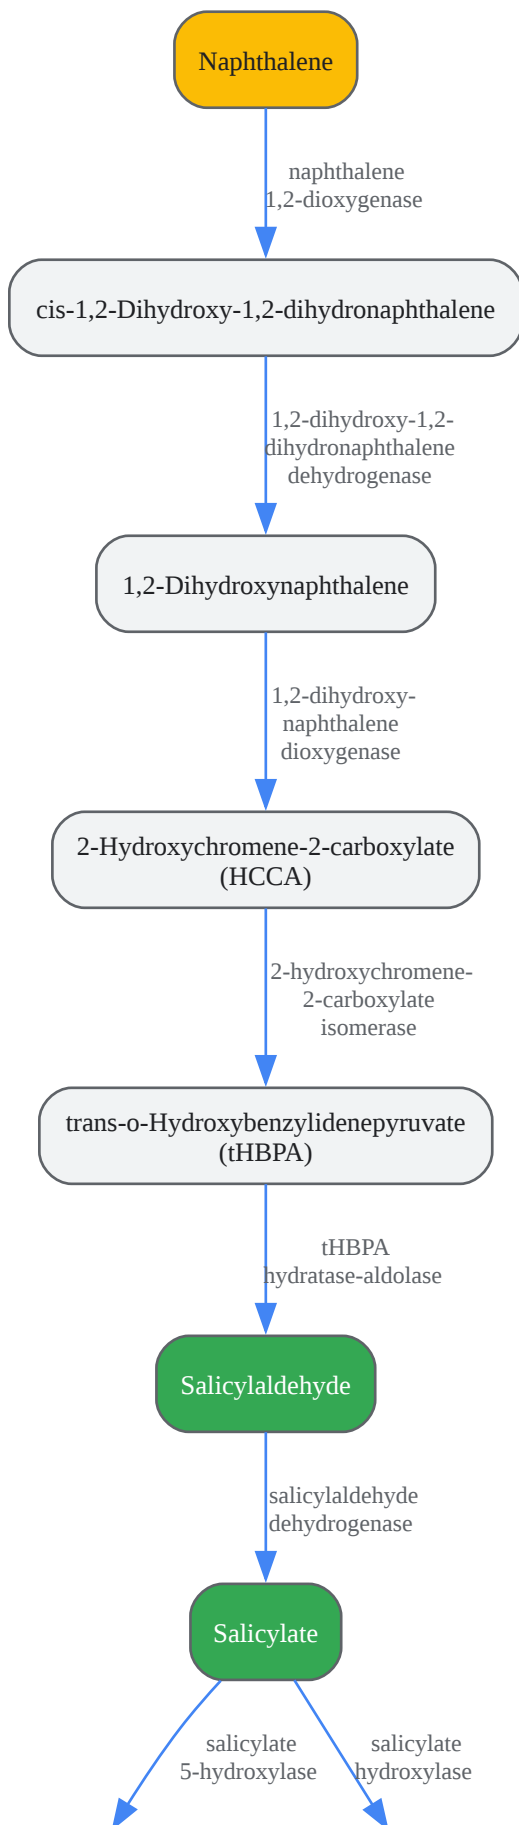 Naphthalene
naphthalene
1,2-dioxygenase
cis-1,2-Dihydroxy-1,2-dihydronaphthalene
1,2-dihydroxy-1,2-
dihydronaphthalene
dehydrogenase
1,2-Dihydroxynaphthalene
1,2-dihydroxy-
naphthalene
dioxygenase
2-Hydroxychromene-2-carboxylate
(HCCA)
2-hydroxychromene-
2-carboxylate
isomerase
trans-o-Hydroxybenzylidenepyruvate
(tHBPA)
tHBPA
hydratase-aldolase
Salicylaldehyde
salicylaldehyde
dehydrogenase
Salicylate
salicylate
5-hydroxylase
salicylate
hydroxylase